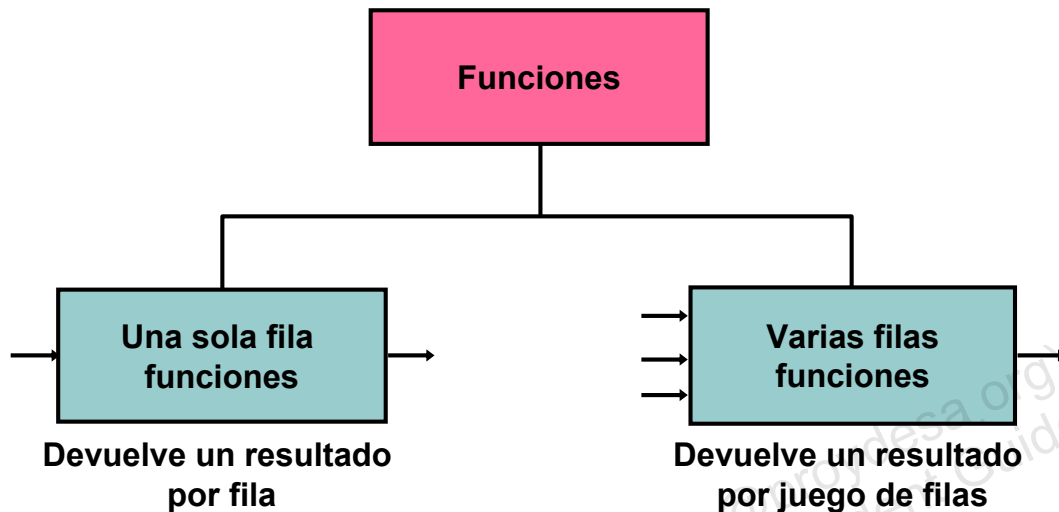 Funciones
Una sola fila
funciones
Devuelve un resultado
por fila
Varias filas
funciones
Devuelve un resultado
por juego de filas